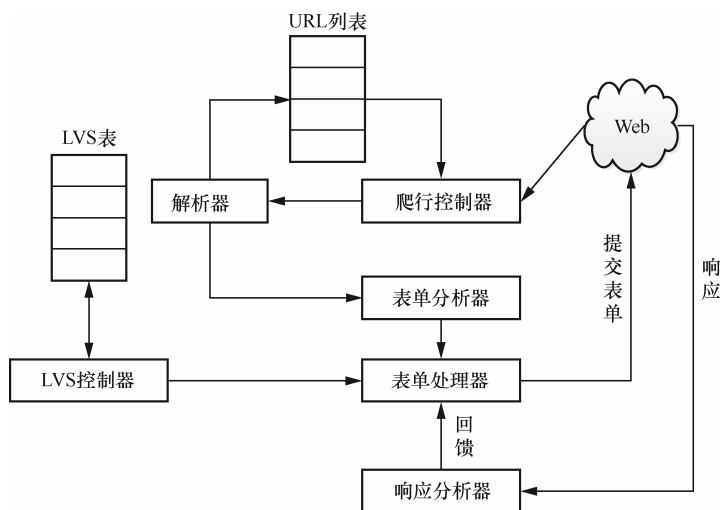 URL列表
Web
LVS表
解析器
爬行控制器
提交表单
响应
表单分析器
LVS控制器
表单处理器
回馈
响应分析器